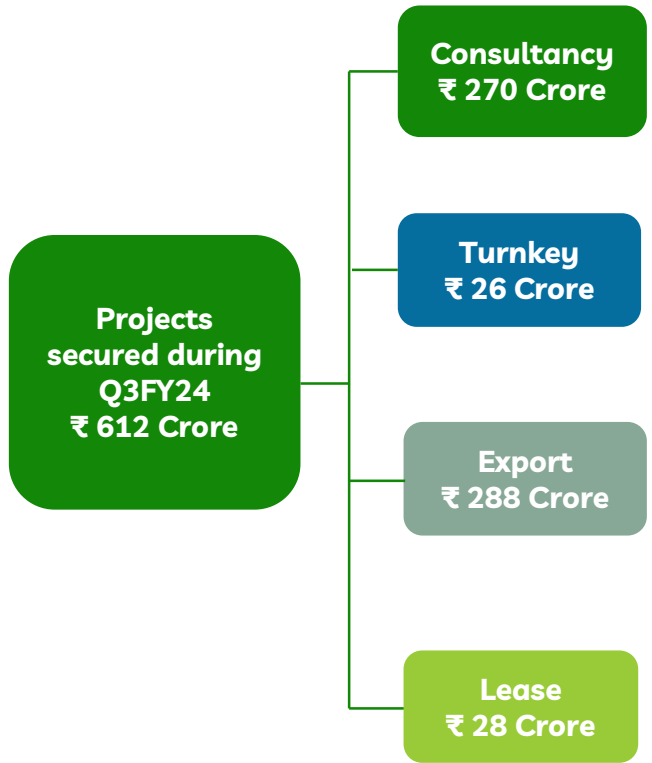 Consultancy
₹ 270 Crore
Turnkey
₹ 26 Crore
Projects
secured during
Q3FY24
₹ 612 Crore
Export
₹ 288 Crore
Lease
₹ 28 Crore